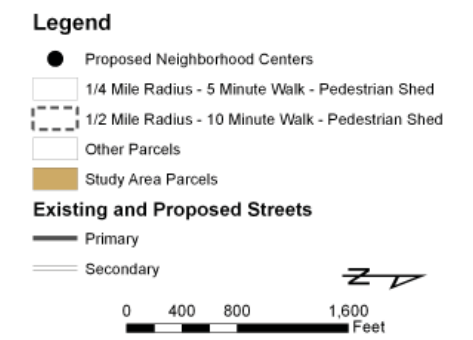 Legend
Proposed Neighborhood Centers
1/4 Mile Radius - 5 Minute Walk - Pedestrian Shed
1/2 Mile Radius - 10 Minute Walk - Pedestrian Shed
Other Parcels
Study Area Parcels
Existing and Proposed Streets
Primary
Secondary
Z
0 400 800 1,600
Feet